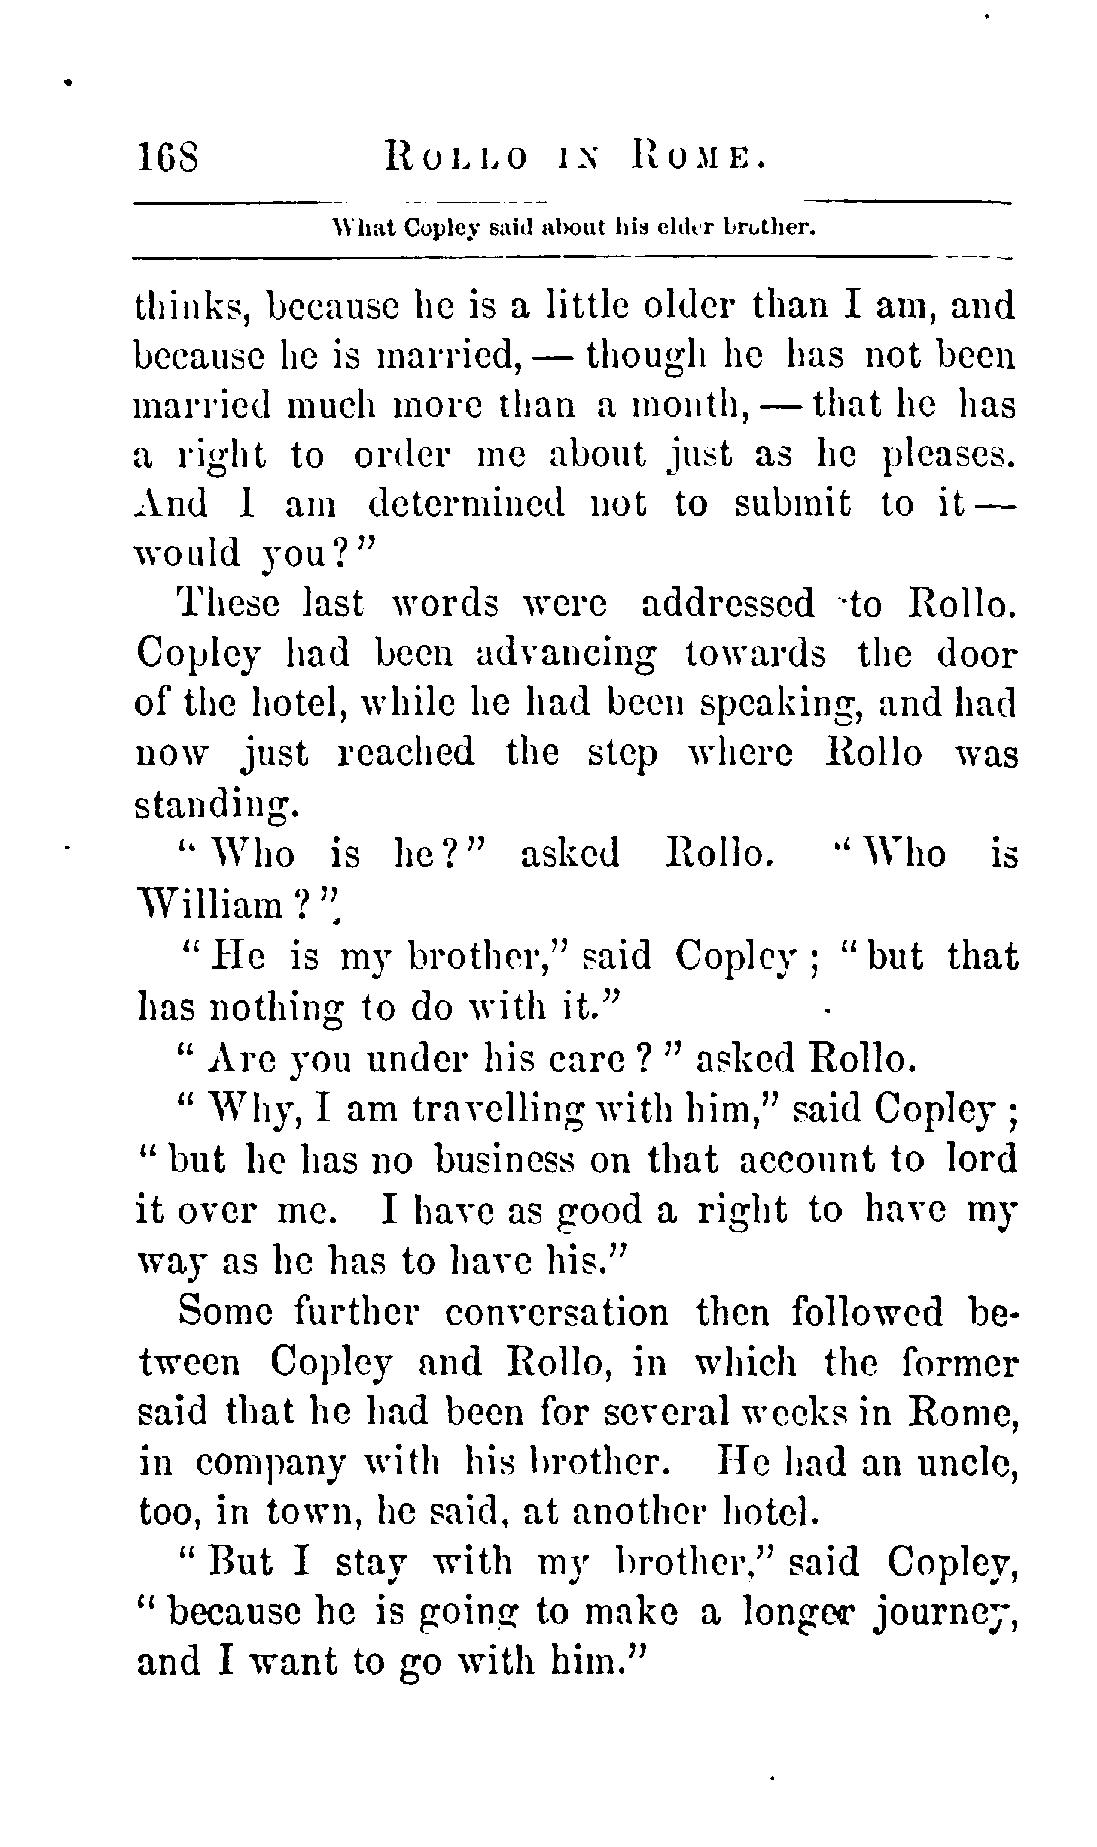 168 ROLLO IN ROME.
What Copley said about his elder brother.
thinks, because he is a little older than I am, and
because he is married, — though he has not been
married much more than a month, — that he has
a right to order me about just as he pleases.
And I am determined not to submit to it —
would you?"
These last words were addressed to Rollo.
Copley had been advancing towards the door
of the hotel, while he had been speaking, and had
now just reached the step where Rollo was
standing.
"Who is he?" asked Rollo. "Who is
William?"
"He is my brother," said Copley; "but that
has nothing to do with it."
"Are you under his care?" asked Rollo.
"Why, I am travelling with him," said Copley;
"but he has no business on that account to lord
it over me. I have as good a right to have my
way as he has to have his."
Some further conversation then followed be-
tween Copley and Rollo, in which the former
said that he had been for several weeks in Rome,
in company with his brother. He had an uncle,
too, in town, he said, at another hotel.
"But I stay with my brother," said Copley,
"because he is going to make a longer journey,
and I want to go with him."